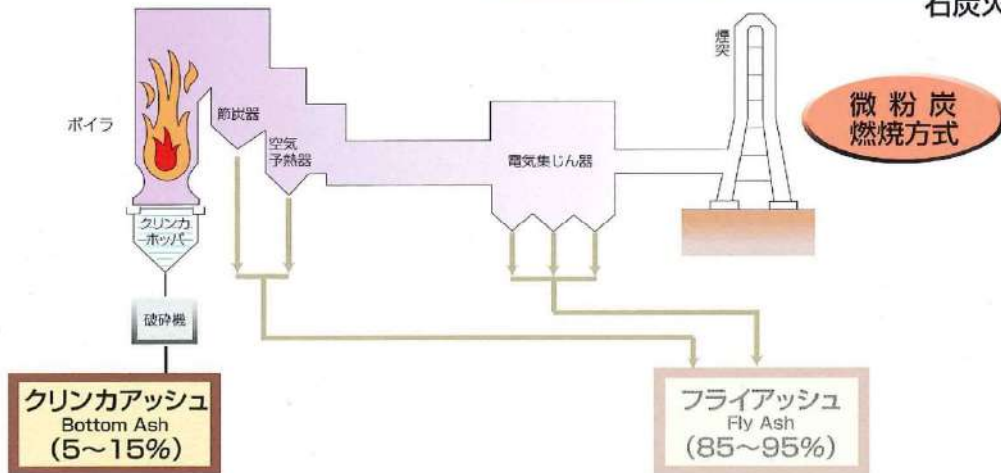 石炭火
煙突
微粉炭
燃焼方式
ボイラ
節炭器
空気
予熱器
電気集じん器
クリンカ
ホッパ
破砕機
クリンカアッシュ
Bottom Ash
(5〜15%)
フライアッシュ
Fly Ash
(85〜95%)